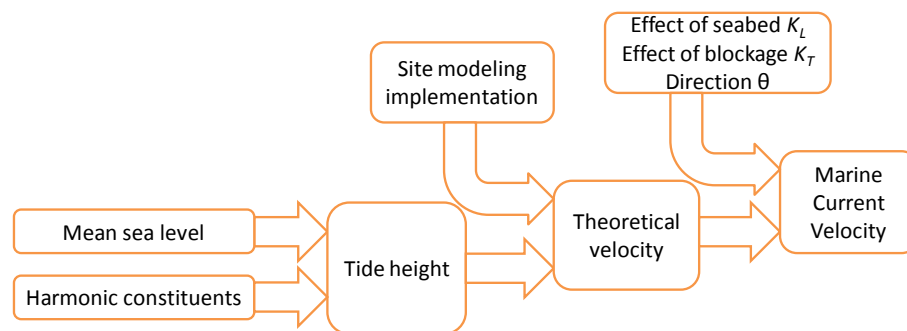 Effect of seabed K_L
Effect of blockage K_T
Direction θ
Site modeling
implementation
Marine
Current
Velocity
Theoretical
velocity
Mean sea level
Tide height
Harmonic constituents